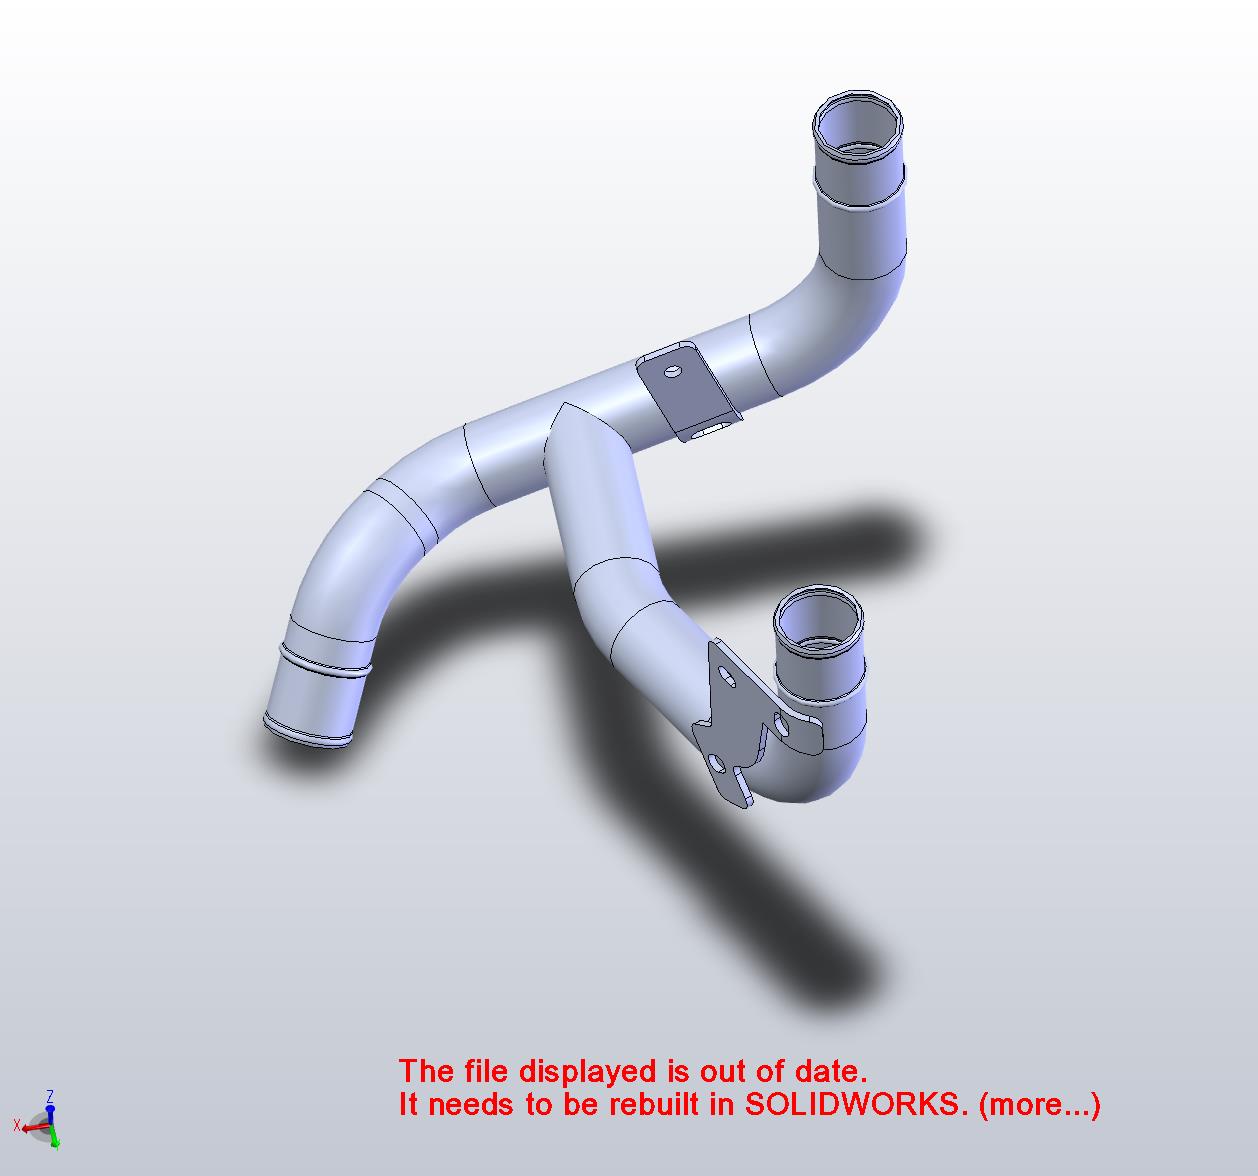 The file displayed is out of date.
It needs to be rebuilt in SOLIDWORKS. (more...)
Z
X